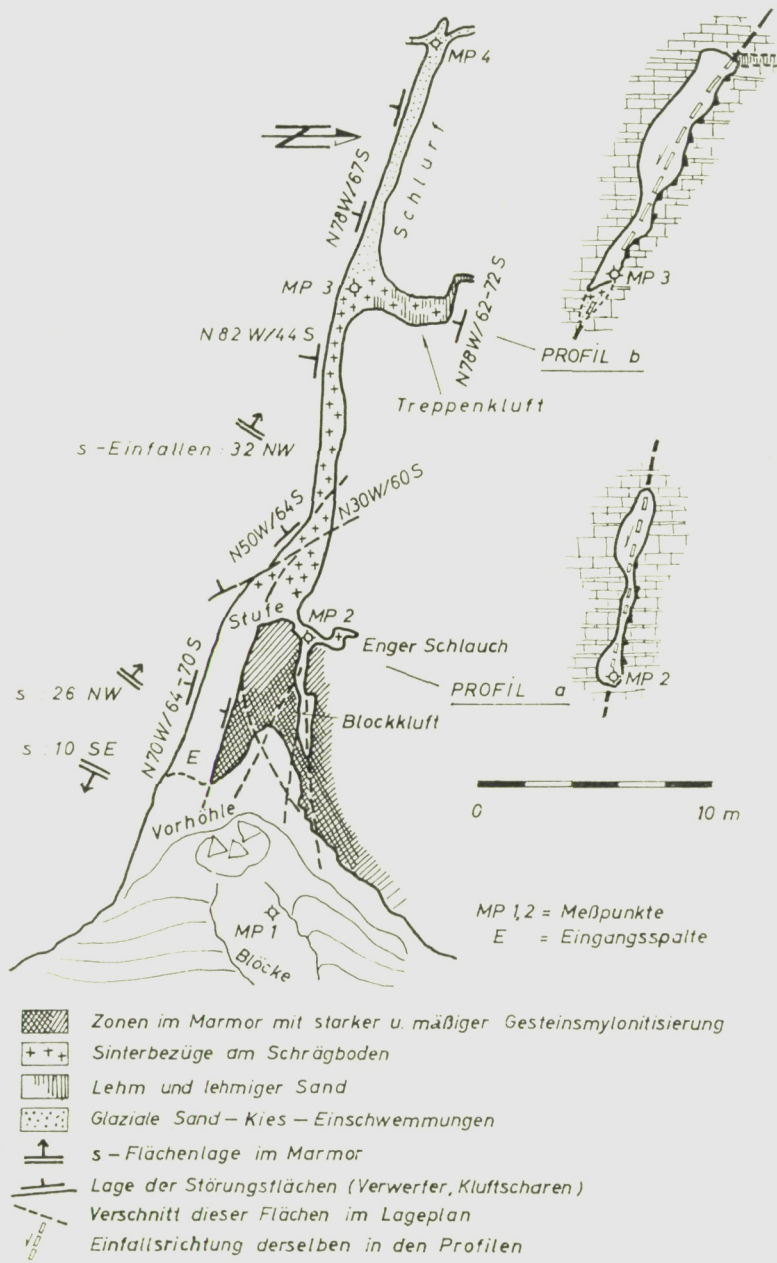 MP 4
Schlurf
N78W/67S
MP 3
N 82 W/44 S
N78W/62-72 S
MP 3
PROFIL b
Treppenkluft
s - Einfallen : 32 NW
N50W/64S
N30W/60S
Stufe
MP 2
Enger Schlauch
MP 2
PROFIL a
s : 26 NW
N70W/64-70 S
Blockkluft
s : 10 SE
E
0 10 m
Vorhöhle
MP 1
Blöcke
MP 1,2 = Meßpunkte
E = Eingangsspalte
Zonen im Marmor mit starker u. mäßiger Gesteinsmylonitisierung
Sinterbezüge am Schrägboden
Lehm und lehmiger Sand
Glaziale Sand - Kies - Einschwemmungen
s - Flächenlage im Marmor
Lage der Störungsflächen (Verwerfer, Kluftscharen)
Verschnitt dieser Flächen im Lageplan
Einfallsrichtung derselben in den Profilen